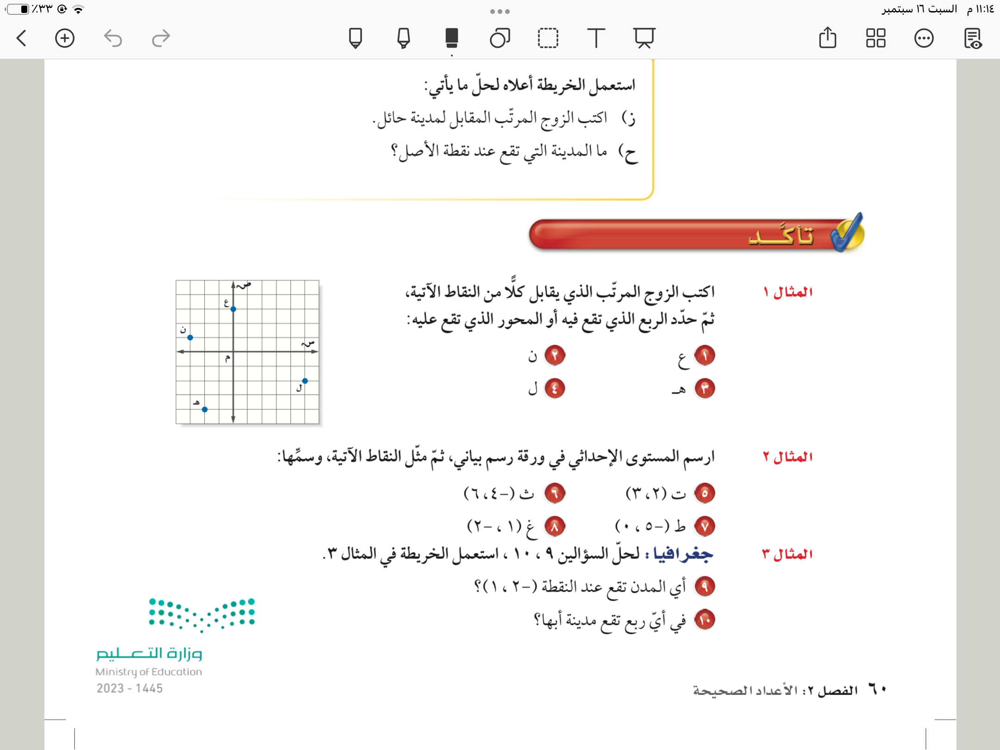 ١١:١٤ م السبت ١٦ سبتمبر
٪٣٣
استعمل الخريطة أعلاه لحلّ ما يأتي:
ز) اكتب الزوج المرتّب المقابل لمدينة حائل.
ح) ما المدينة التي تقع عند نقطة الأصل؟
تأكَّد
المثال ١
اكتب الزوج المرتّب الذي يقابل كلًّا من النقاط الآتية،
ثمّ حدّد الربع الذي تقع فيه أو المحور الذي تقع عليه:
١ ع ٢ ن
٣ هـ ٤ ل
ص
ع
ن
س
م
ل
هـ
المثال ٢
ارسم المستوى الإحداثي في ورقة رسم بياني، ثمّ مثّل النقاط الآتية، وسمِّها:
٥ ت (٢، ٣) ٦ ث (–٤، ٦)
٧ ط (–٥ ، ٠) ٨ غ (١ ، –٢)
المثال ٣
جغرافيا: لحلّ السؤالين ٩ ، ١٠ ، استعمل الخريطة في المثال ٣.
٩ أي المدن تقع عند النقطة (–٢ ، ١)؟
١٠ في أيّ ربع تقع مدينة أبها؟
وزارة التعليم
Ministry of Education
2023 - 1445
٦٠ الفصل ٢: الأعداد الصحيحة